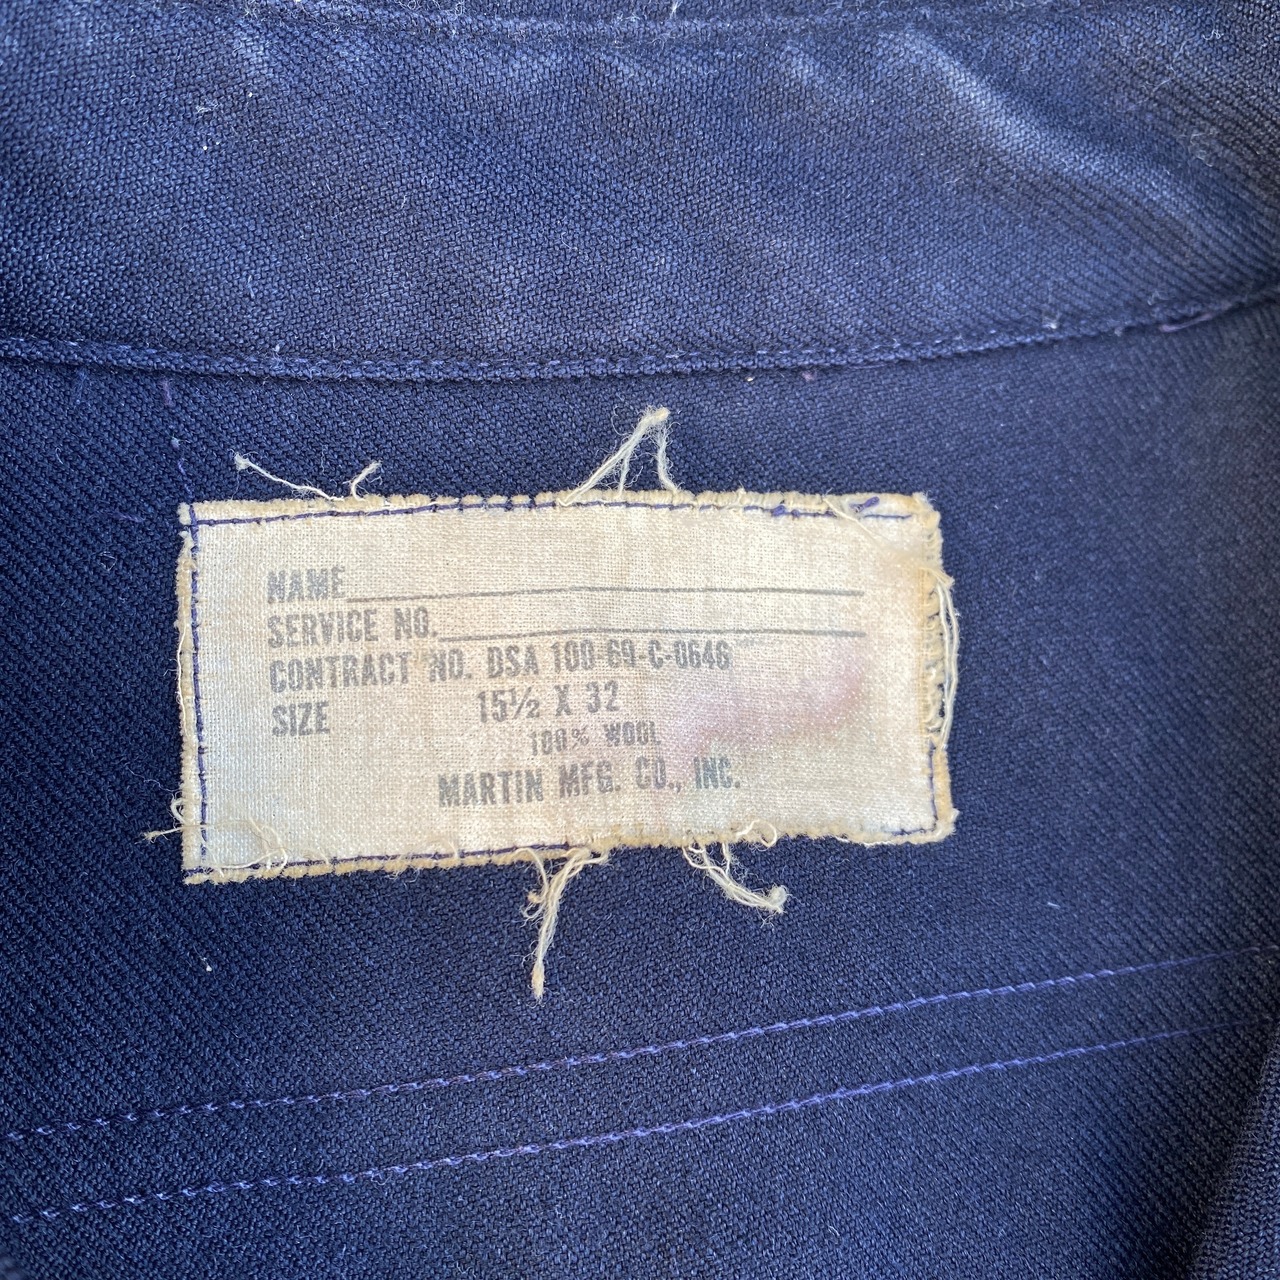 NAME
SERVICE NO.
CONTRACT NO. DSA 100-69-C-0646
SIZE 15½ X 32
100% WOOL
MARTIN MFG. CO., INC.